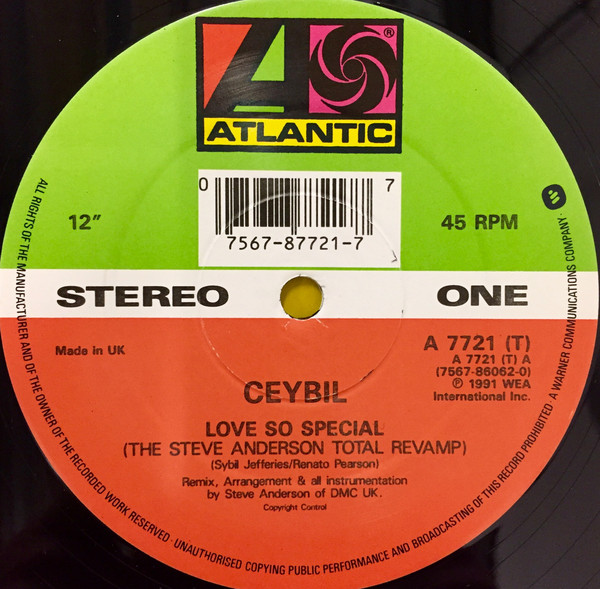 ATLANTIC
®
0 7
7567-87721-7
12"
45 RPM
STEREO
ONE
Made in UK
A 7721 (T)
A 7721 (T) A
(7567-86062-0)
℗ 1991 WEA
International Inc.
CEYBIL
LOVE SO SPECIAL
(THE STEVE ANDERSON TOTAL REVAMP)
(Sybil Jefferies/Renato Pearson)
Remix, Arrangement & all instrumentation
by Steve Anderson of DMC UK.
Copyright Control
ALL RIGHTS OF THE MANUFACTURER AND OF THE OWNER OF THE RECORDED WORK RESERVED · UNAUTHORISED COPYING PUBLIC PERFORMANCE AND BROADCASTING OF THIS RECORD PROHIBITED · A WARNER COMMUNICATIONS COMPANY ·